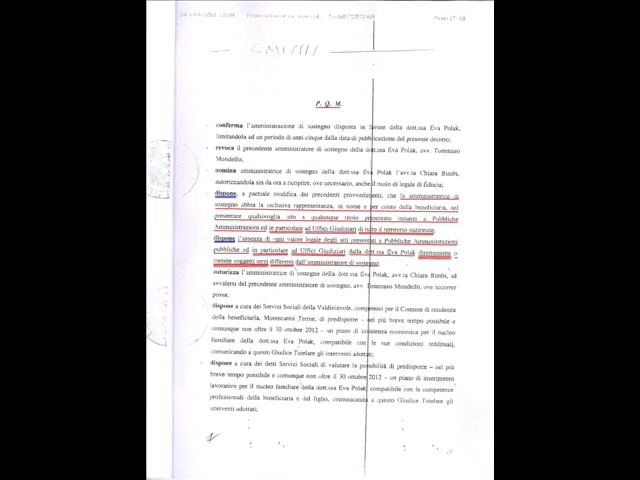 OMISSIS
P. Q. M.
conferma l'amministrazione di sostegno disposta in favore della dott.ssa Eva Polak,
limitandola ad un periodo di anni cinque dalla data di pubblicazione del presente decreto;
revoca il precedente amministratore di sostegno della dott.ssa Eva Polak, avv. Tommaso
Mondello;
nomina amministratrice di sostegno della dott.ssa Eva Polak l'avv.ta Chiara Bimbi,
autorizzandola sin da ora a ricoprire, ove necessario, anche il ruolo di legale di fiducia;
dispone, a parziale modifica dei precedenti provvedimenti, che la amministratrice di
sostegno abbia la esclusiva rappresentanza, in nome e per conto della beneficiaria, nel
presentare qualsivoglia atto a qualunque titolo presentato innanzi a Pubbliche
Amministrazioni ed in particolare ad Uffici Giudiziari di tutto il territorio nazionale;
dispone l'assenza di ogni valore legale degli atti presentati a Pubbliche Amministrazioni
pubbliche ed in particolare ad Uffici Giudiziari dalla dott.ssa Eva Polak direttamente o
tramite soggetti terzi differenti dall'amministratore di sostegno;
autorizza l'amministratrice di sostegno della dott.ssa Eva Polak, avv.ta Chiara Bimbi, ad
avvalersi del precedente amministratore di sostegno, avv. Tommaso Mondello, ove occorrer
possa;
dispone a cura dei Servizi Sociali della Valdinievole, competenti per il Comune di residenza
della beneficiaria, Montecatini Terme, di predisporre – nel più breve tempo possibile e
comunque non oltre il 30 ottobre 2012 – un piano di assistenza economica per il nucleo
familiare della dott.ssa Eva Polak, compatibile con le sue condizioni reddituali,
comunicando a questo Giudice Tutelare gli interventi adottati;
dispone a cura dei detti Servizi Sociali di valutare la possibilità di predisporre – nel più
breve tempo possibile e comunque non oltre il 30 ottobre 2012 – un piano di inserimento
lavorativo per il nucleo familiare della dott.ssa Eva Polak, compatibile con le competenze
professionali della beneficiaria e del figlio, comunicando a questo Giudice Tutelare gli
interventi adottati;
17